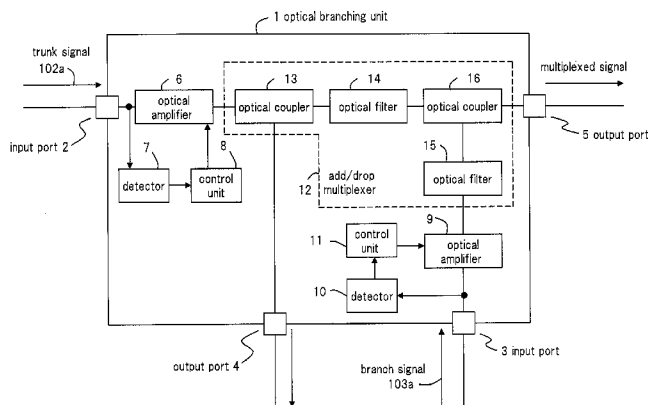 1 optical branching unit
trunk signal
102a
multiplexed signal
6
13
14
16
optical
amplifier
optical coupler
optical filter
optical coupler
input port 2
5 output port
7
8
15
detector
control
unit
12
add/drop
multiplexer
optical filter
9
11
control
unit
optical
amplifier
10
detector
output port 4
branch signal
103a
3 input port